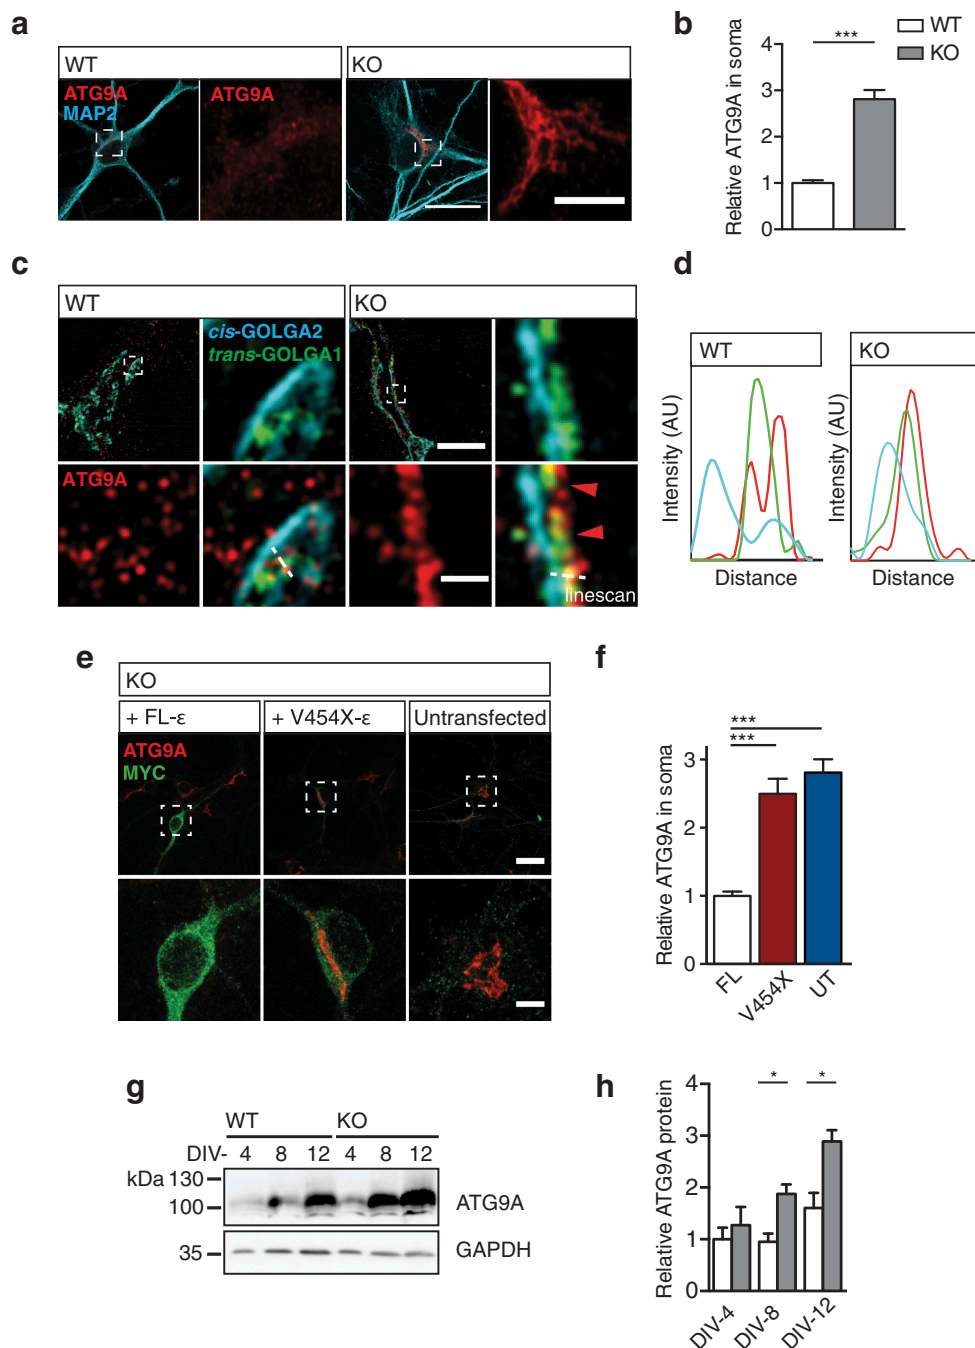 a
WT
KO
ATG9A
MAP2
ATG9A
b
WT
KO
***
Relative ATG9A in soma
4
3
2
1
0
c
WT
KO
cis-GOLGA2
trans-GOLGA1
ATG9A
linescan
d
WT
KO
Intensity (AU)
Intensity (AU)
Distance
Distance
e
KO
+ FL-ε
+ V454X-ε
Untransfected
ATG9A
MYC
f
***
***
Relative ATG9A in soma
3
2
1
0
FL
V454X
UT
g
WT
KO
DIV- 4 8 12 4 8 12
kDa 130
100
35
ATG9A
GAPDH
h
* *
Relative ATG9A protein
4
3
2
1
0
DIV-4
DIV-8
DIV-12